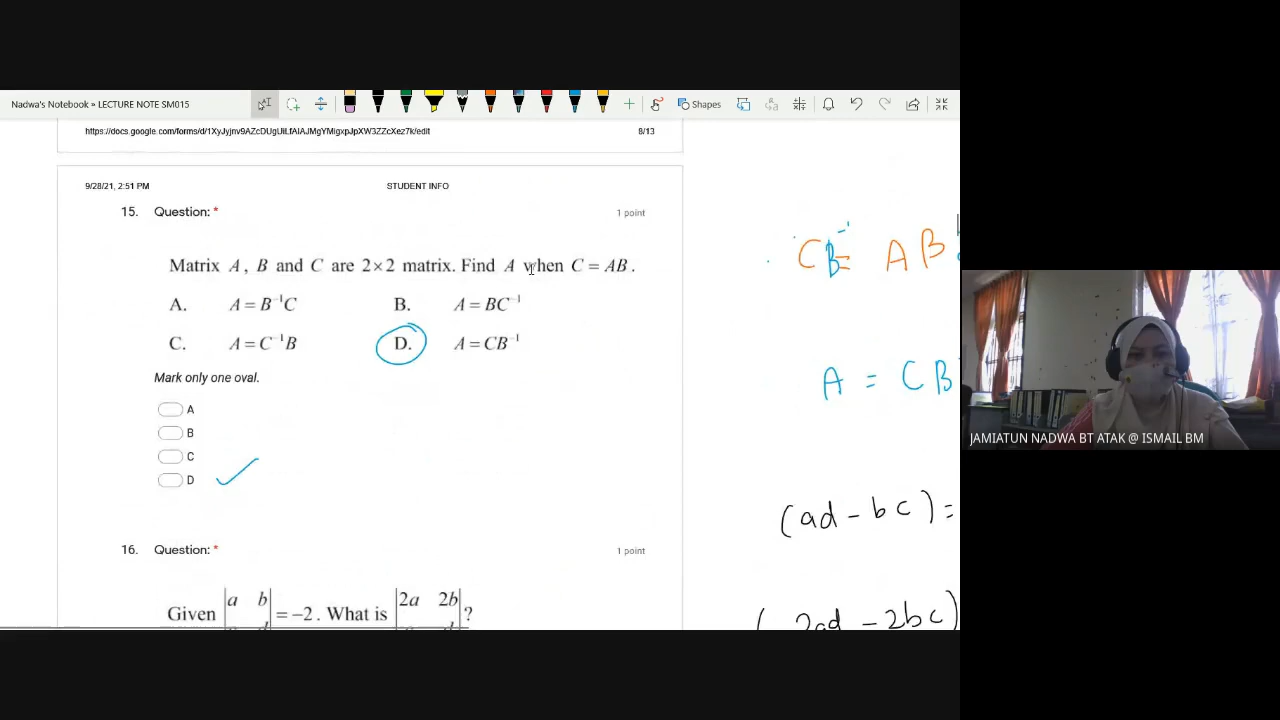 Nadwa's Notebook » LECTURE NOTE SM015
Shapes
https://docs.google.com/forms/d/1XyJyjnv9AZcDUgUiLfAIAJMgYMigxpJpXW3ZZcXez7k/edit
8/13
9/28/21, 2:51 PM
STUDENT INFO
15. Question: *
1 point
Matrix A, B and C are 2×2 matrix. Find A when C = AB.
A. A = B⁻¹C
B. A = BC⁻¹
C. A = C⁻¹B
D. A = CB⁻¹
Mark only one oval.
A
B
C
D
16. Question: *
1 point
Given |a b| = −2. What is |2a 2b|?
CB⁻¹ = AB
A = CB
(ad − bc) =
( 2ad − 2bc)
JAMIATUN NADWA BT ATAK @ ISMAIL BM